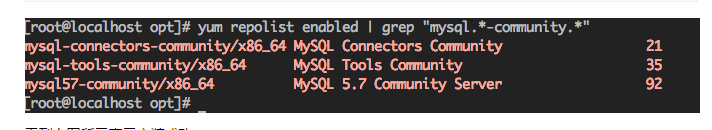 [root@localhost opt]# yum repolist enabled | grep "mysql.*-community.*"
mysql-connectors-community/x86_64 MySQL Connectors Community 21
mysql-tools-community/x86_64 MySQL Tools Community 35
mysql57-community/x86_64 MySQL 5.7 Community Server 92
[root@localhost opt]#